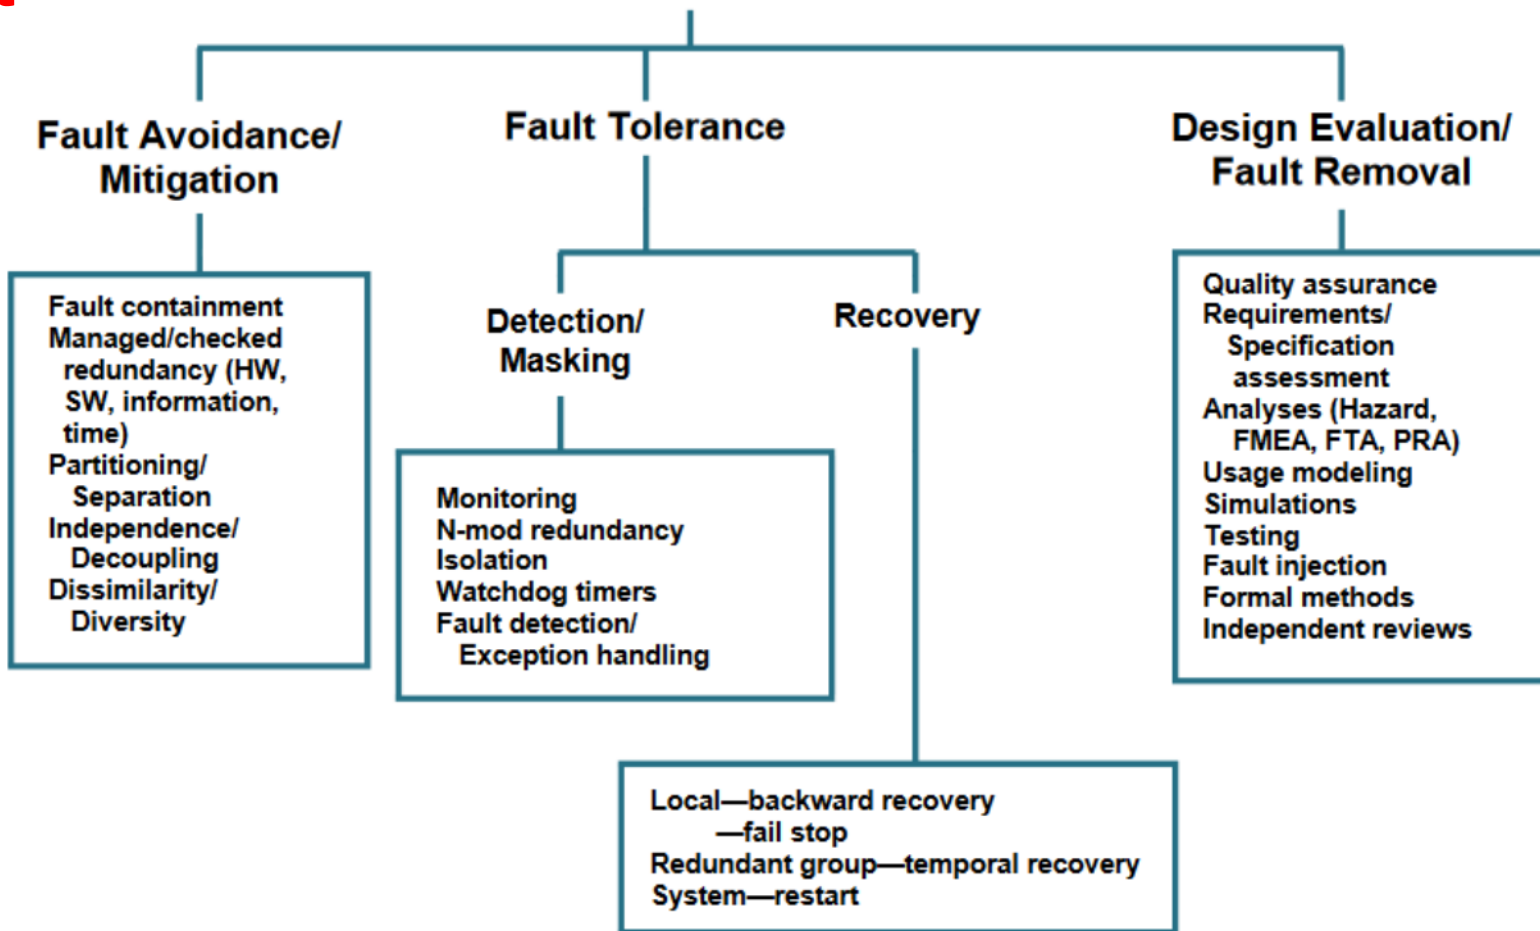 Fault Avoidance/
Mitigation
Fault containment
Managed/checked
redundancy (HW,
SW, information,
time)
Partitioning/
Separation
Independence/
Decoupling
Dissimilarity/
Diversity
Fault Tolerance
Detection/
Masking
Monitoring
N-mod redundancy
Isolation
Watchdog timers
Fault detection/
Exception handling
Recovery
Local—backward recovery
—fail stop
Redundant group—temporal recovery
System—restart
Design Evaluation/
Fault Removal
Quality assurance
Requirements/
Specification
assessment
Analyses (Hazard,
FMEA, FTA, PRA)
Usage modeling
Simulations
Testing
Fault injection
Formal methods
Independent reviews